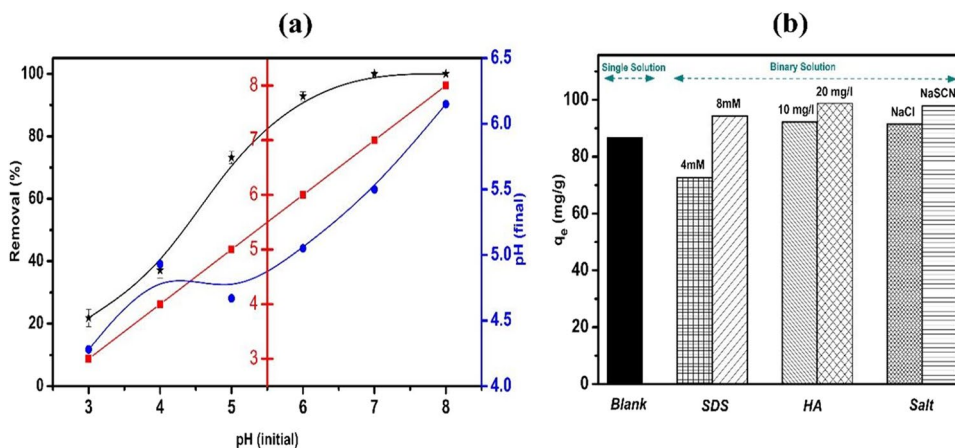 (a)
Removal (%)
100
80
60
40
20
0
8
7
6
5
4
3
6.5
6.0
5.5
5.0
4.5
4.0
pH (final)
3 4 5 6 7 8
pH (initial)
(b)
Single Solution
Binary Solution
qe (mg/g)
100
80
60
40
20
0
4mM
8mM
10 mg/l
20 mg/l
NaCl
NaSCN
Blank SDS HA Salt